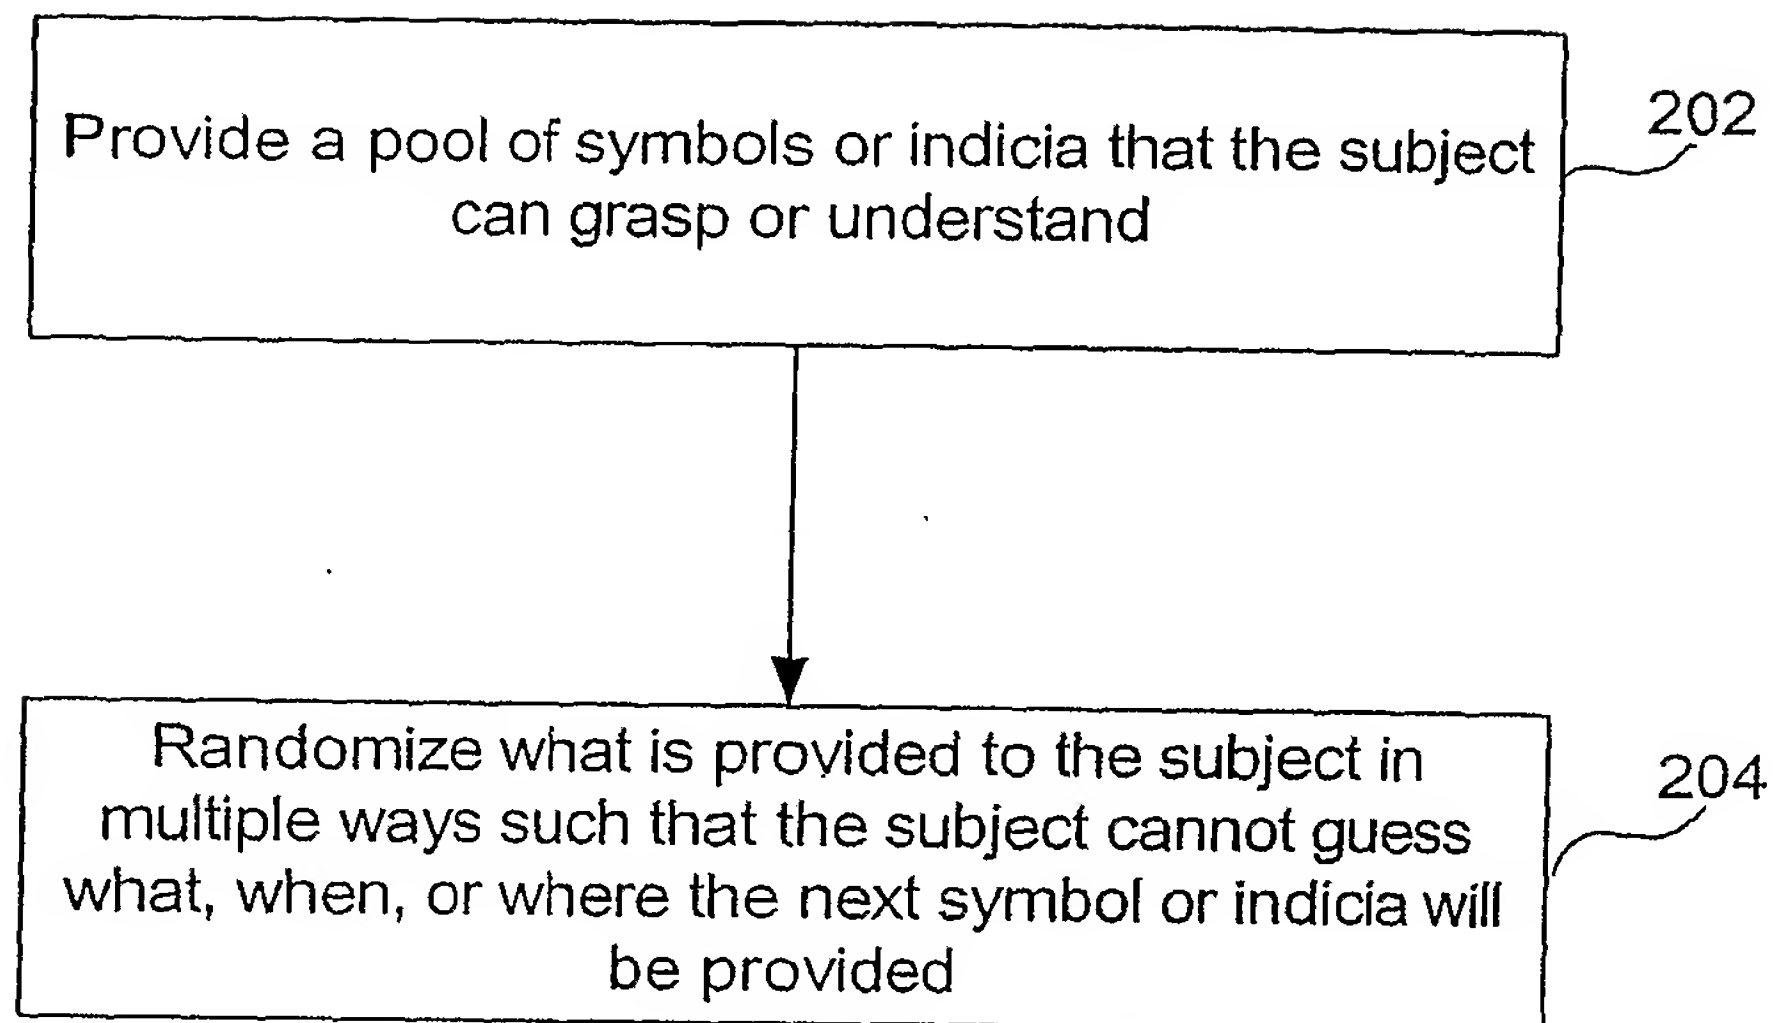 Provide a pool of symbols or indicia that the subject
can grasp or understand
202
Randomize what is provided to the subject in
multiple ways such that the subject cannot guess
what, when, or where the next symbol or indicia will
be provided
204